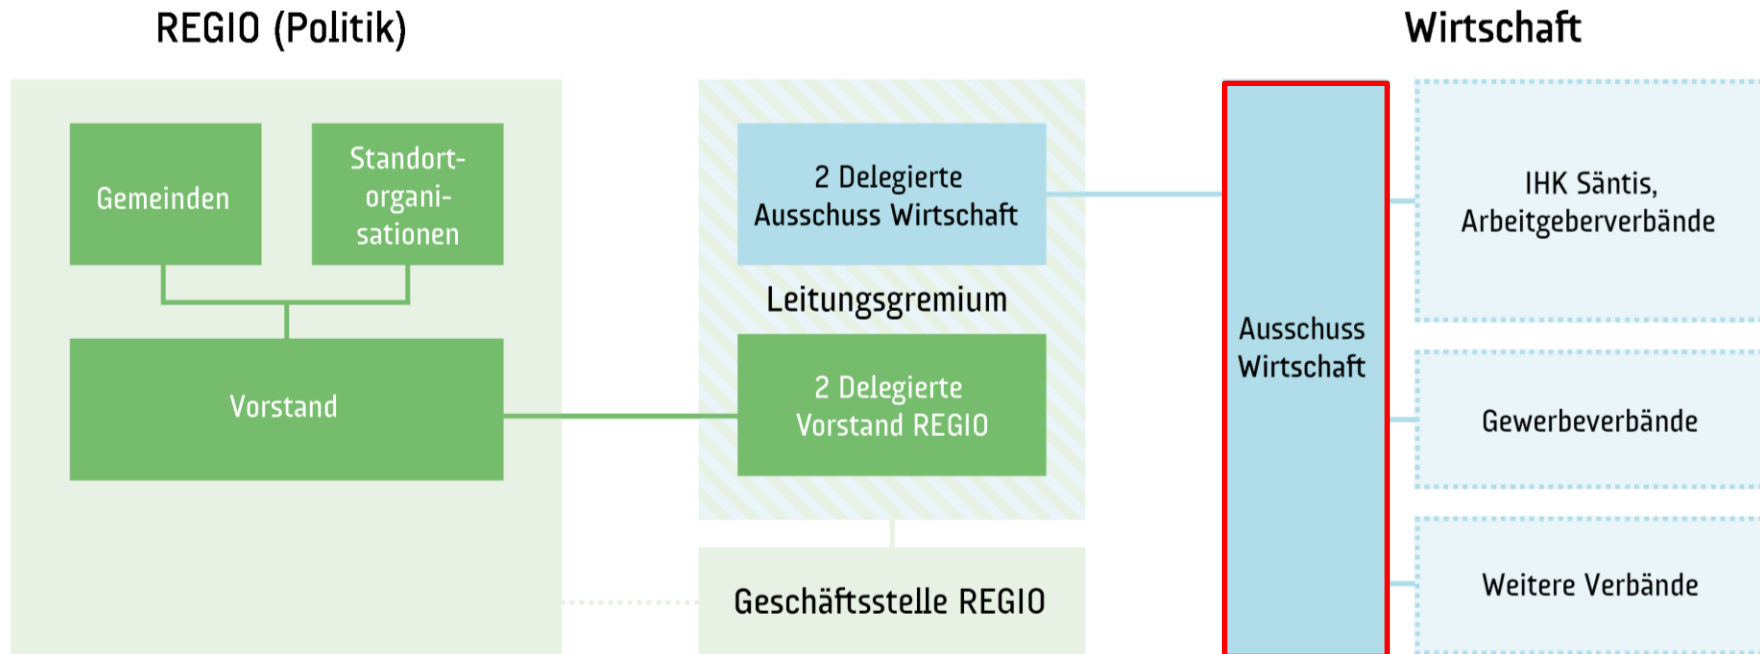 REGIO (Politik)
Wirtschaft
Gemeinden
Standort-
organi-
sationen
Vorstand
2 Delegierte
Ausschuss Wirtschaft
Leitungsgremium
2 Delegierte
Vorstand REGIO
Geschäftsstelle REGIO
Ausschuss
Wirtschaft
IHK Säntis,
Arbeitgeberverbände
Gewerbeverbände
Weitere Verbände